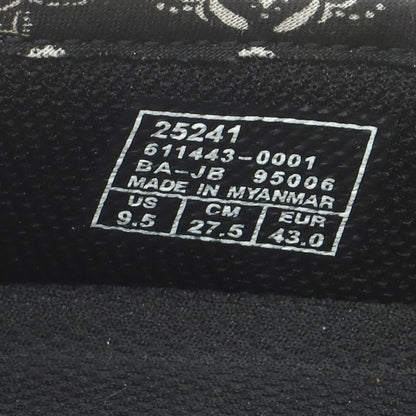 25241
611443-0001
BA-JB 95006
MADE IN MYANMAR
US CM EUR
9.5 27.5 43.0